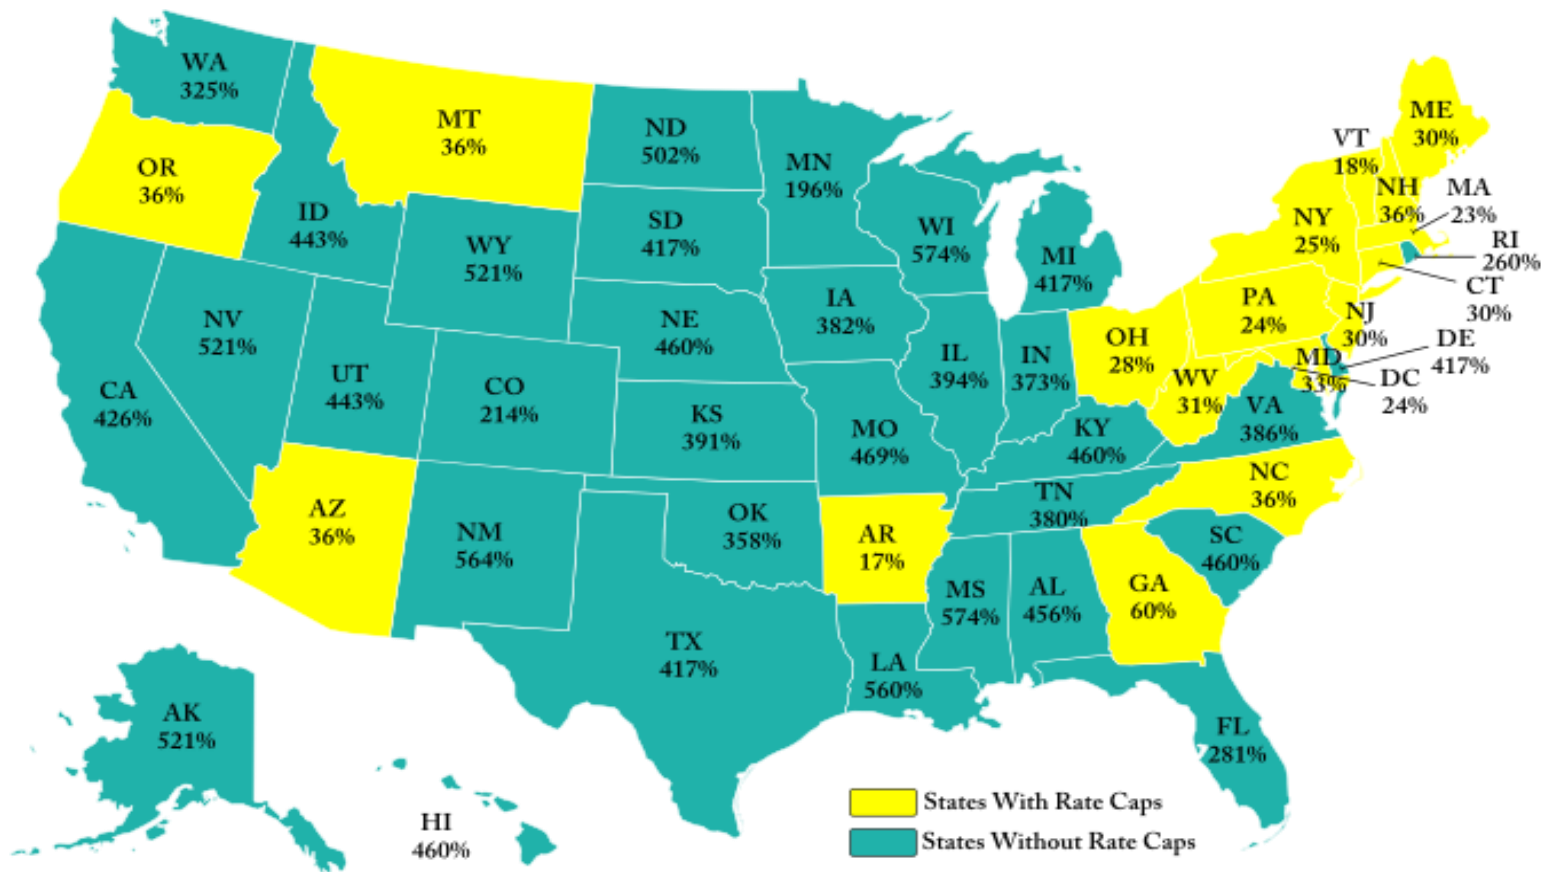 WA
325%
MT
36%
ND
502%
MN
196%
OR
36%
ID
443%
WY
521%
SD
417%
WI
574%
MI
417%
ME
30%
VT
18%
NH
36%
MA
23%
NY
25%
RI
260%
CT
30%
NV
521%
NE
460%
IA
382%
IL
394%
IN
373%
OH
28%
PA
24%
NJ
30%
DE
417%
MD
33%
DC
24%
WV
31%
VA
386%
CA
426%
UT
443%
CO
214%
KS
391%
MO
469%
KY
460%
NC
36%
TN
380%
AZ
36%
NM
564%
OK
358%
AR
17%
SC
460%
MS
574%
AL
456%
GA
60%
TX
417%
LA
560%
FL
281%
AK
521%
HI
460%
States With Rate Caps
States Without Rate Caps